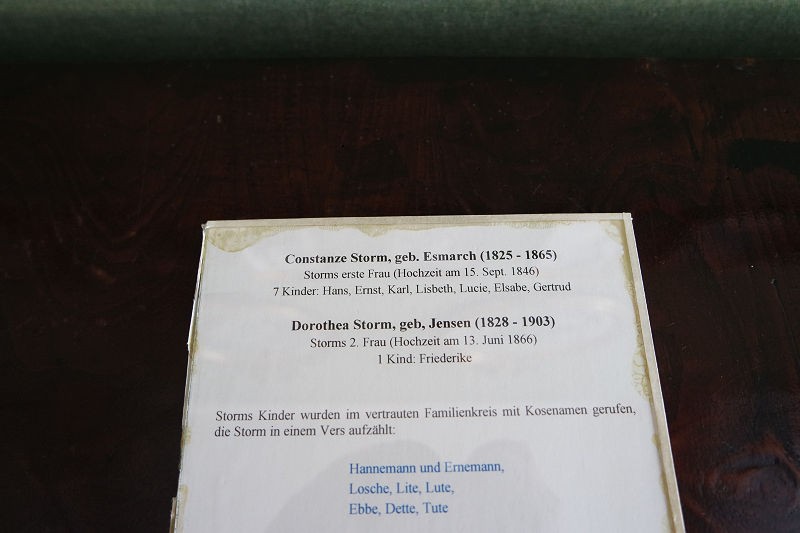 Constanze Storm, geb. Esmarch (1825 - 1865)
Storms erste Frau (Hochzeit am 15. Sept. 1846)
7 Kinder: Hans, Ernst, Karl, Lisbeth, Lucie, Elsabe, Gertrud
Dorothea Storm, geb, Jensen (1828 - 1903)
Storms 2. Frau (Hochzeit am 13. Juni 1866)
1 Kind: Friederike
Storms Kinder wurden im vertrauten Familienkreis mit Kosenamen gerufen,
die Storm in einem Vers aufzählt:
Hannemann und Ernemann,
Losche, Lite, Lute,
Ebbe, Dette, Tute